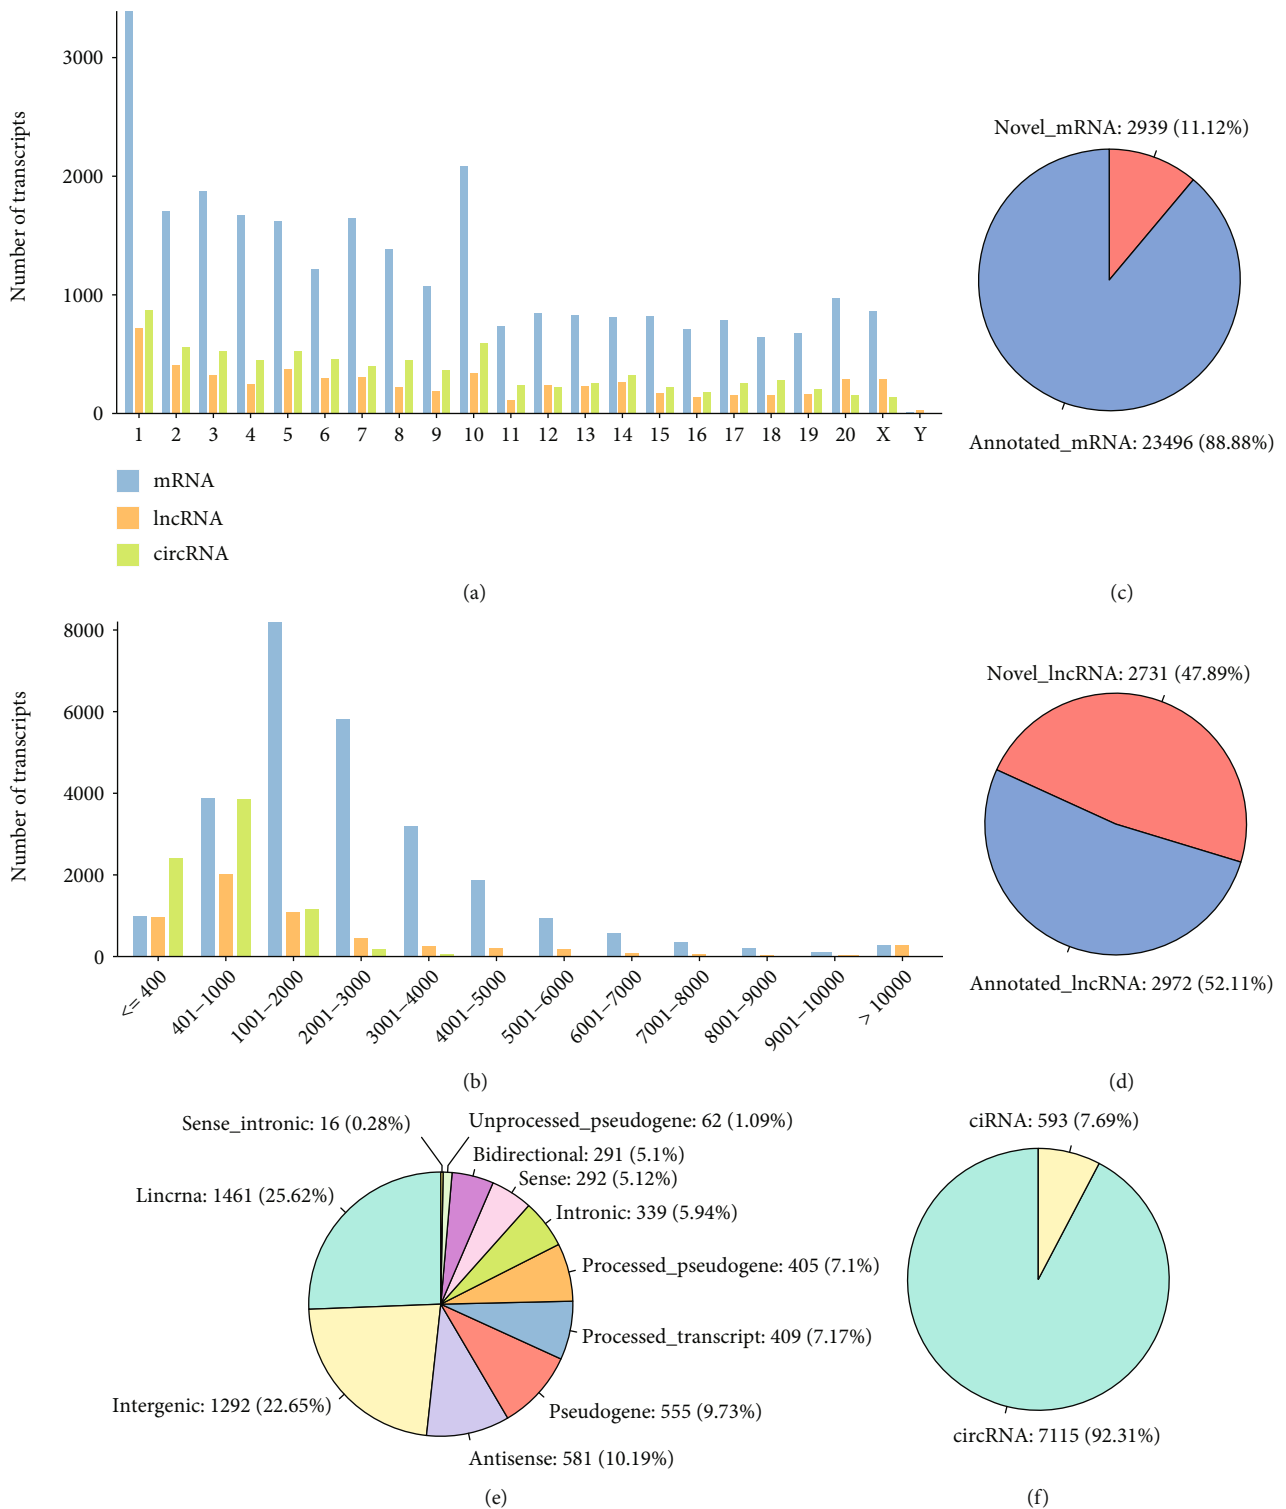 Number of transcripts
3000
2000
1000
0
1 2 3 4 5 6 7 8 9 10 11 12 13 14 15 16 17 18 19 20 X Y
mRNA
lncRNA
circRNA
(a)
Novel_mRNA: 2939 (11.12%)
Annotated_mRNA: 23496 (88.88%)
(c)
Number of transcripts
8000
6000
4000
2000
0
<= 400
401–1000
1001–2000
2001–3000
3001–4000
4001–5000
5001–6000
6001–7000
7001–8000
8001–9000
9001–10000
> 10000
(b)
Novel_lncRNA: 2731 (47.89%)
Annotated_lncRNA: 2972 (52.11%)
(d)
Sense_intronic: 16 (0.28%)
Unprocessed_pseudogene: 62 (1.09%)
Bidirectional: 291 (5.1%)
Sense: 292 (5.12%)
Lincrna: 1461 (25.62%)
Intronic: 339 (5.94%)
Processed_pseudogene: 405 (7.1%)
Processed_transcript: 409 (7.17%)
Intergenic: 1292 (22.65%)
Pseudogene: 555 (9.73%)
Antisense: 581 (10.19%)
(e)
ciRNA: 593 (7.69%)
circRNA: 7115 (92.31%)
(f)